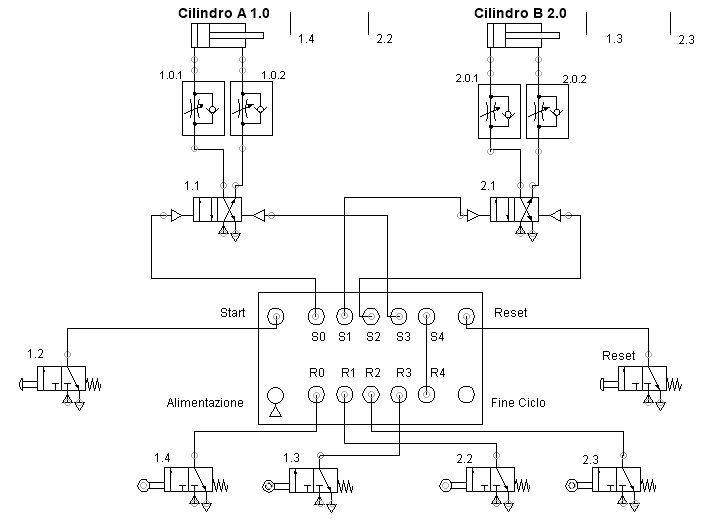 Cilindro A 1.0
Cilindro B 2.0
1.4
2.2
1.3
2.3
1.0.1
1.0.2
2.0.1
2.0.2
1.1
2.1
Start
Reset
S0 S1 S2 S3 S4
1.2
Reset
R0 R1 R2 R3 R4
Alimentazione
Fine Ciclo
1.4
1.3
2.2
2.3